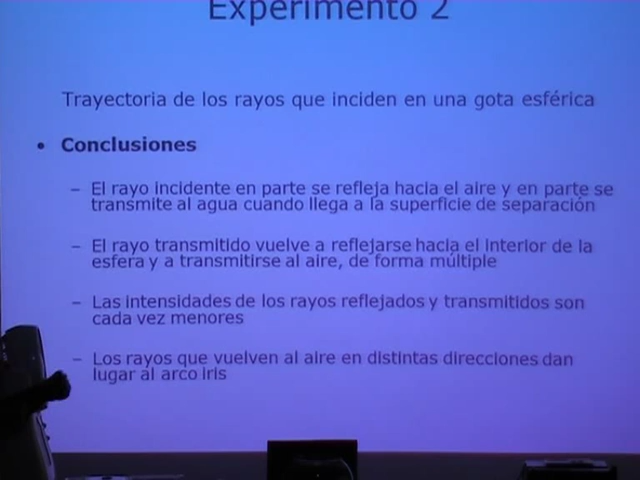 Experimento 2
Trayectoria de los rayos que inciden en una gota esférica
• Conclusiones
– El rayo incidente en parte se refleja hacia el aire y en parte se
transmite al agua cuando llega a la superficie de separación
– El rayo transmitido vuelve a reflejarse hacia el interior de la
esfera y a transmitirse al aire, de forma múltiple
– Las intensidades de los rayos reflejados y transmitidos son
cada vez menores
– Los rayos que vuelven al aire en distintas direcciones dan
lugar al arco iris